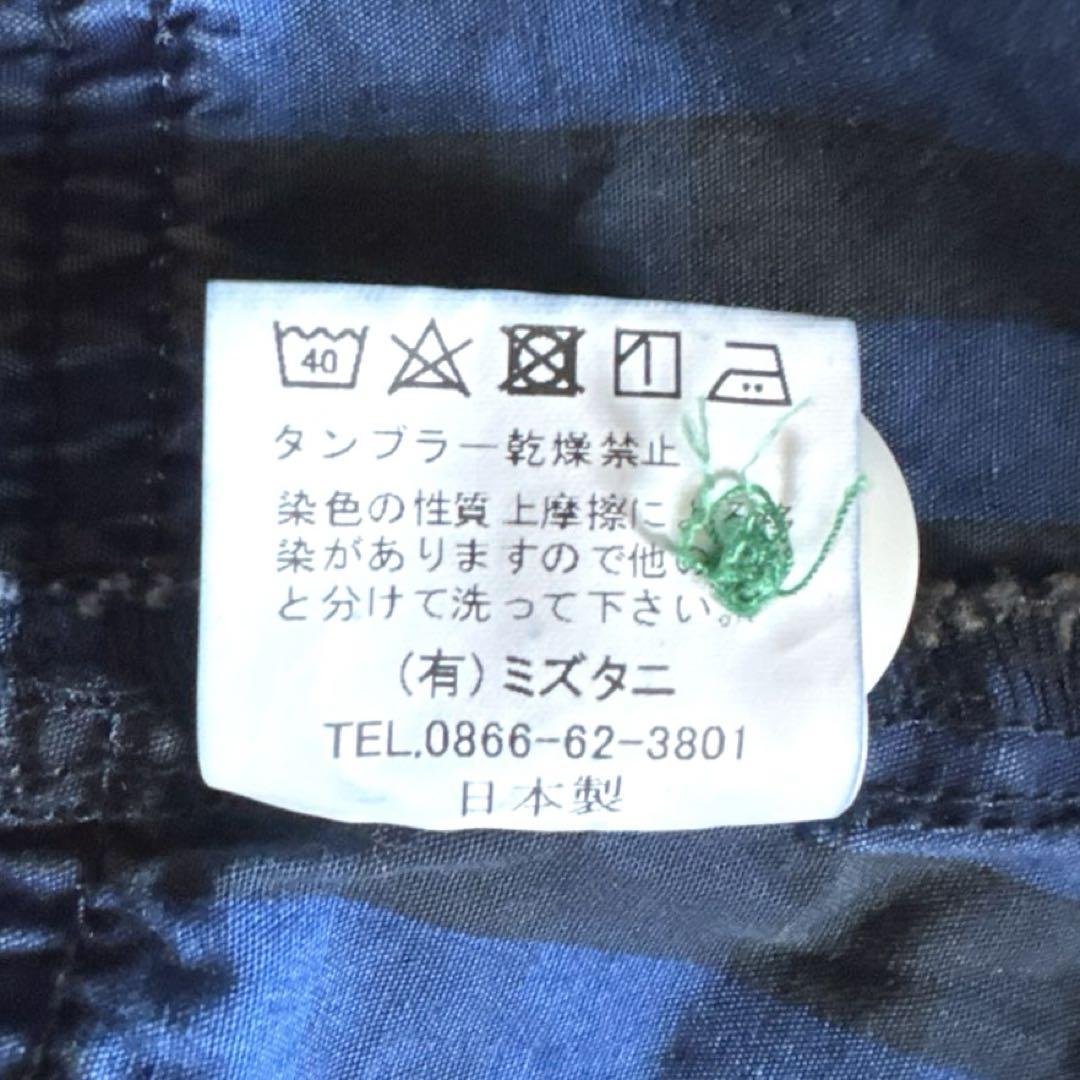 40
タンブラー乾燥禁止
染色の性質上摩擦に
染がありますので他
と分けて洗って下さい。
(有)ミズタニ
TEL.0866-62-3801
日本製